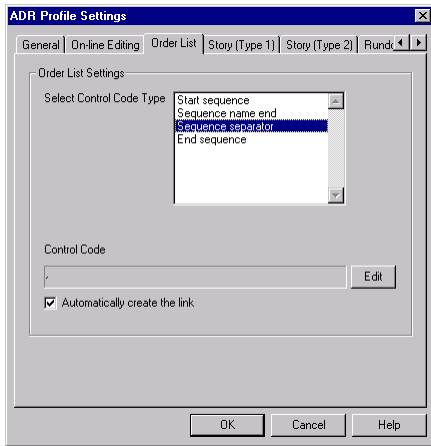 ADR Profile Settings
General On-line Editing Order List Story (Type 1) Story (Type 2)
Order List Settings
Select Control Code Type
Start sequence
Sequence name end
Sequence separator
End sequence
Control Code
,
Edit
Automatically create the link
OK Cancel Help